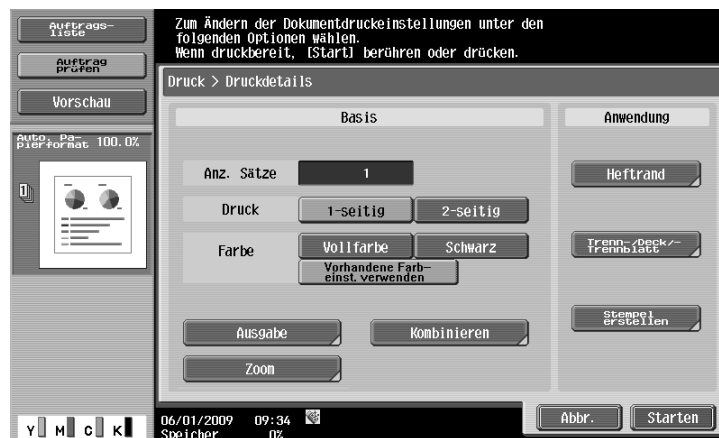 Auftrags-
liste
Auftrag
prüfen
Vorschau
Auto. Pa-
pierformat 100.0%
Y M C K
Zum Ändern der Dokumentdruckeinstellungen unter den
folgenden Optionen wählen.
Wenn druckbereit, [Start] berühren oder drücken.
Druck > Druckdetails
Basis
Anz. Sätze 1
Druck 1-seitig 2-seitig
Farbe Vollfarbe Schwarz
Vorhandene Farb-
einst. verwenden
Ausgabe Kombinieren
Zoom
Anwendung
Heftrand
Trenn-/Deck-/
Trennblatt
Stempel
erstellen
06/01/2009 09:34
Speicher 0%
Abbr. Starten